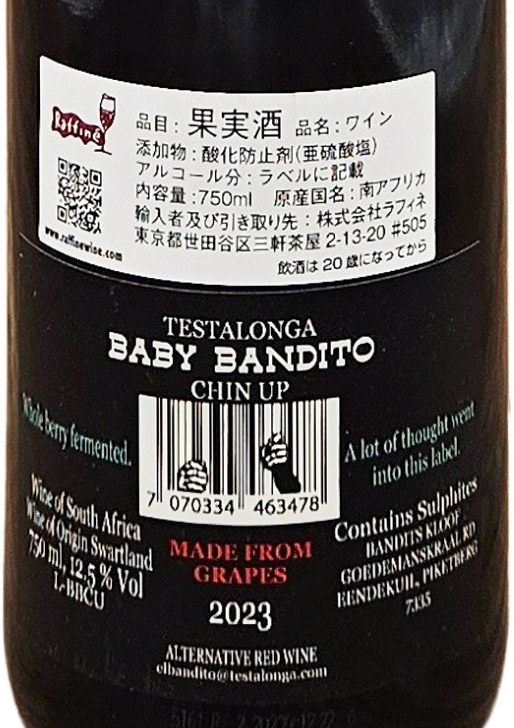 Raffiné
www.raffinewine.com
品目：果実酒 品名：ワイン
添加物：酸化防止剤(亜硫酸塩)
アルコール分：ラベルに記載
内容量：750ml 原産国名：南アフリカ
輸入者及び引き取り先：株式会社ラフィネ
東京都世田谷区三軒茶屋 2-13-20 #505
飲酒は 20 歳になってから
TESTALONGA
BABY BANDITO
CHIN UP
Whole berry fermented.
Wine of South Africa
Wine of Origin Swartland
750 ml, 12.5 % Vol
L-BBCU
7 070334 463478
MADE FROM
GRAPES
2023
A lot of thought went
into this label.
Contains Sulphites
BANDITS KLOOF
GOEDEMANSKRAAL RD
EENDEKUIL, PIKETBERG
7335
ALTERNATIVE RED WINE
elbandito@testalonga.com